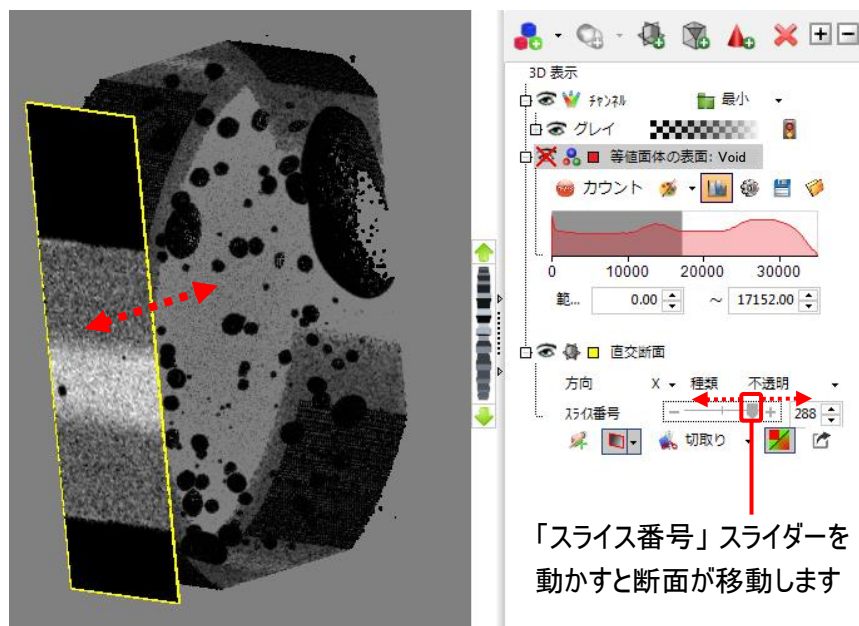 3D 表示
チャンネル 最小
グレイ
等値面体の表面: Void
カウント
0 10000 20000 30000
範... 0.00 ～ 17152.00
直交断面
方向 X 種類 不透明
スライス番号 288
切取り
「スライス番号」スライダーを
動かすと断面が移動します